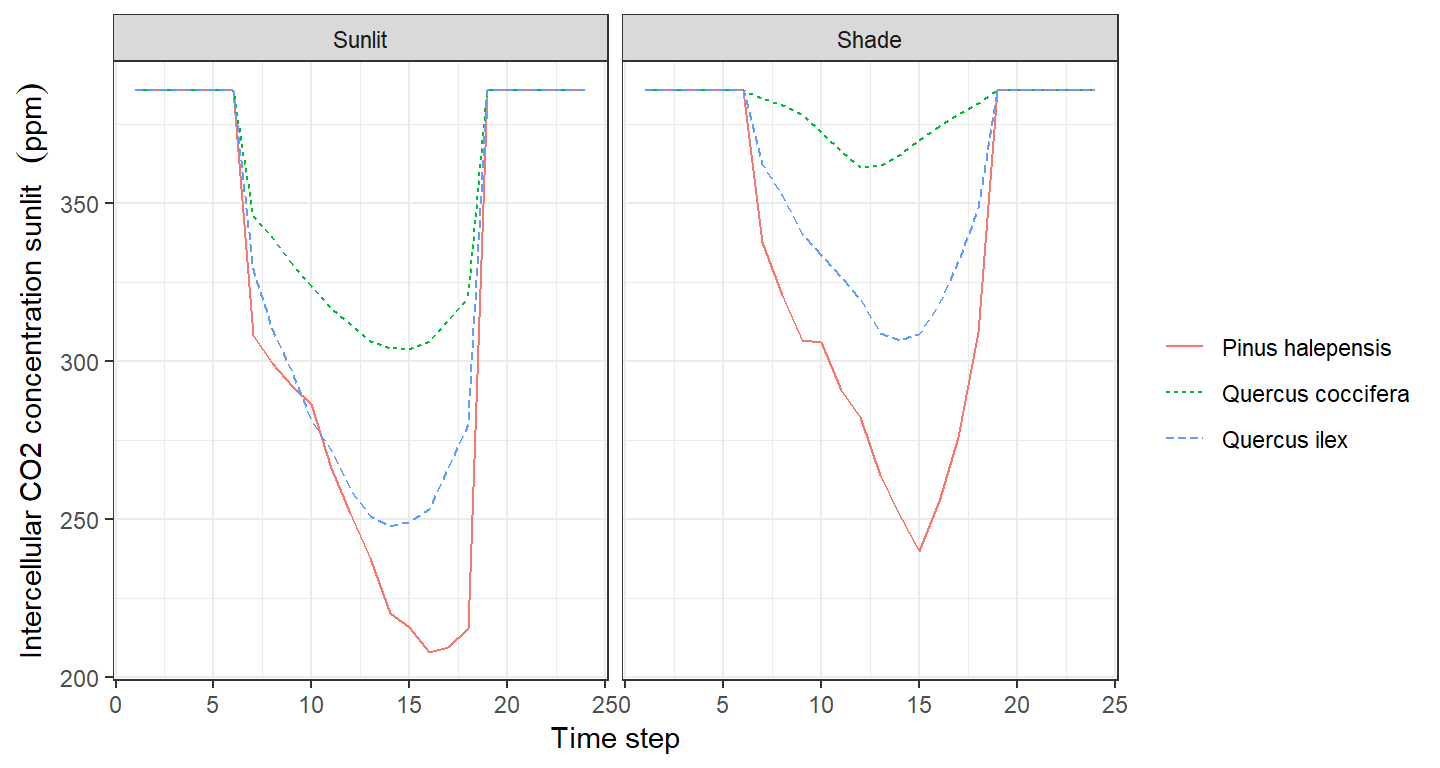 Sunlit
Shade
Intercellular CO2 concentration sunlit (ppm)
350
300
250
200
0 5 10 15 20 25
0 5 10 15 20 25
Time step
Pinus halepensis
Quercus coccifera
Quercus ilex